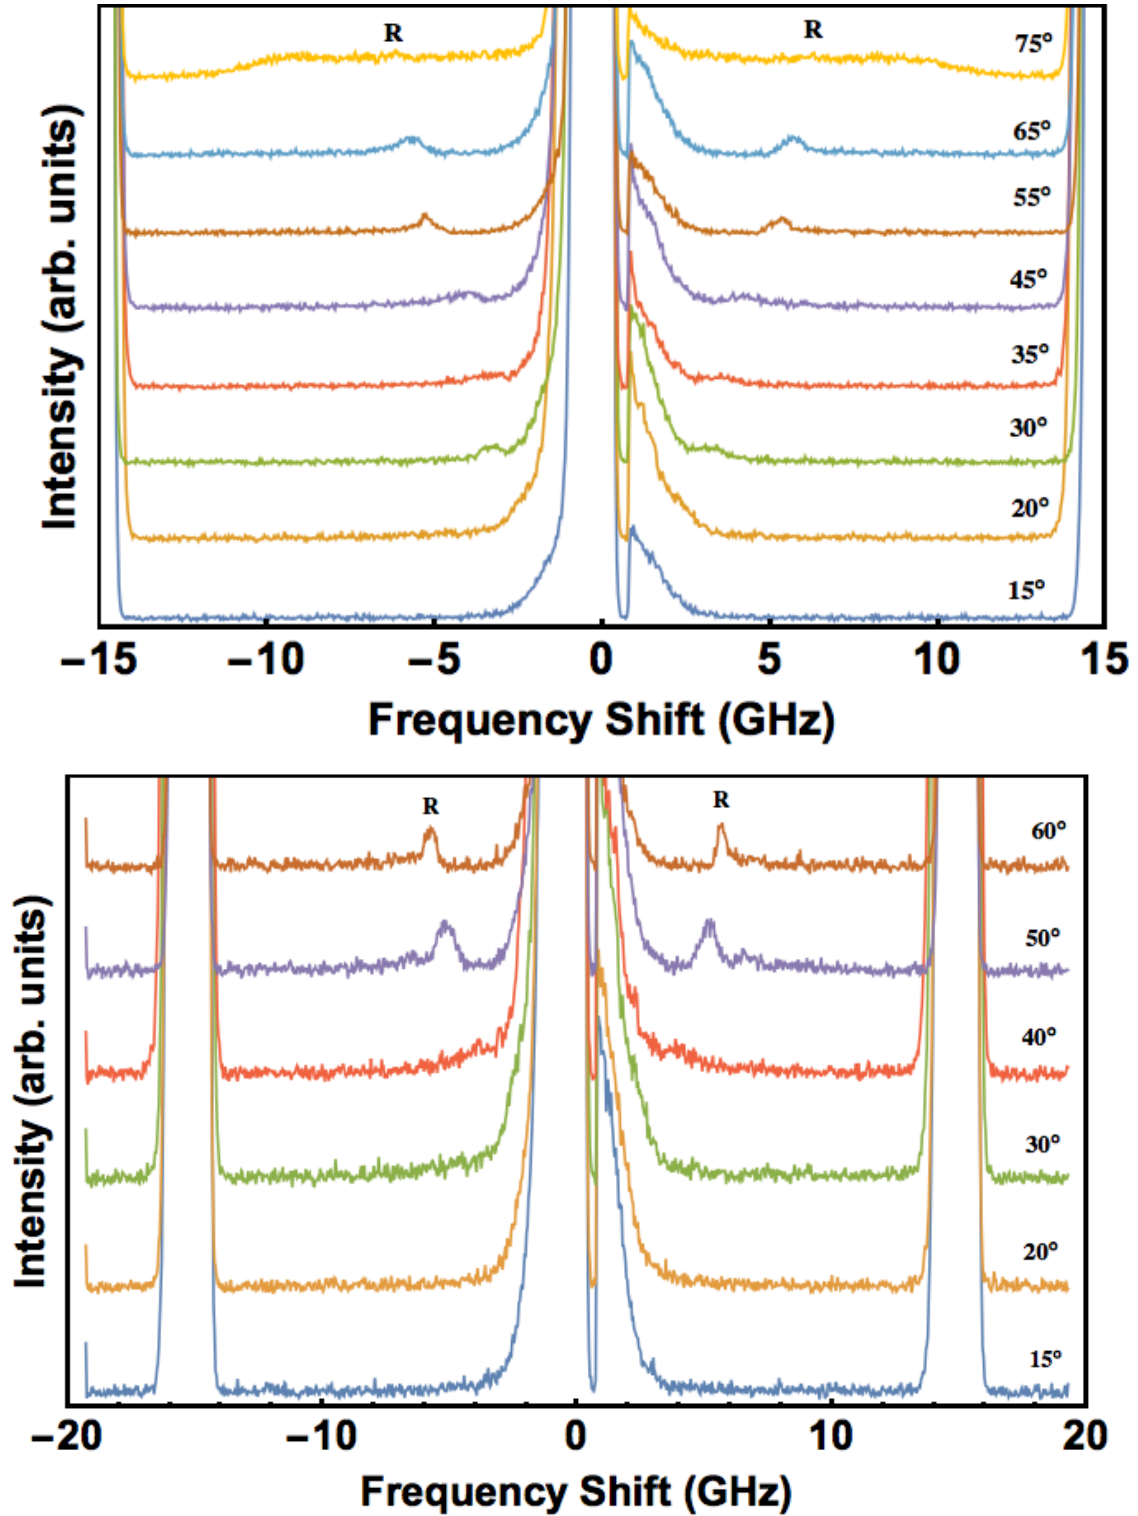 R R
75°
65°
55°
45°
35°
30°
20°
15°
Intensity (arb. units)
−15 −10 −5 0 5 10 15
Frequency Shift (GHz)
R R
60°
50°
40°
30°
20°
15°
Intensity (arb. units)
−20 −10 0 10 20
Frequency Shift (GHz)